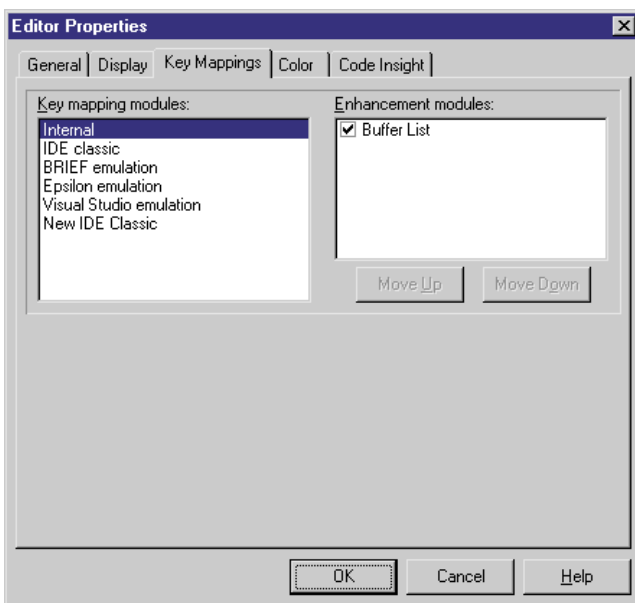 Editor Properties
General Display Key Mappings Color Code Insight
Key mapping modules:
Internal
IDE classic
BRIEF emulation
Epsilon emulation
Visual Studio emulation
New IDE Classic
Enhancement modules:
Buffer List
Move Up Move Down
OK Cancel Help